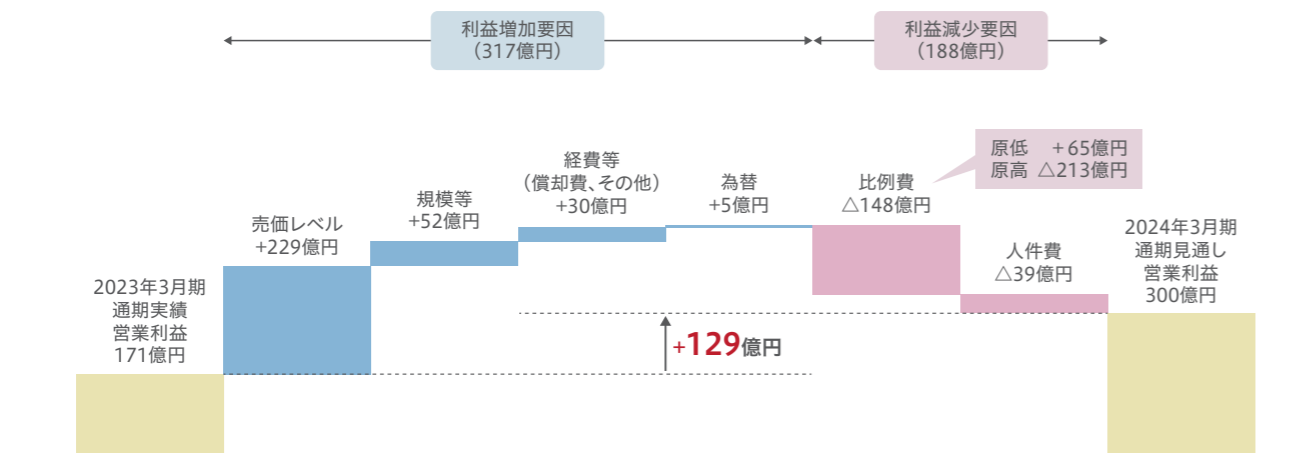 利益増加要因
（317億円）
利益減少要因
（188億円）
2023年3月期
通期実績
営業利益
171億円
売価レベル
+229億円
規模等
+52億円
経費等
（償却費、その他）
+30億円
為替
+5億円
比例費
△148億円
原低　+65億円
原高 △213億円
人件費
△39億円
2024年3月期
通期見通し
営業利益
300億円
+129億円